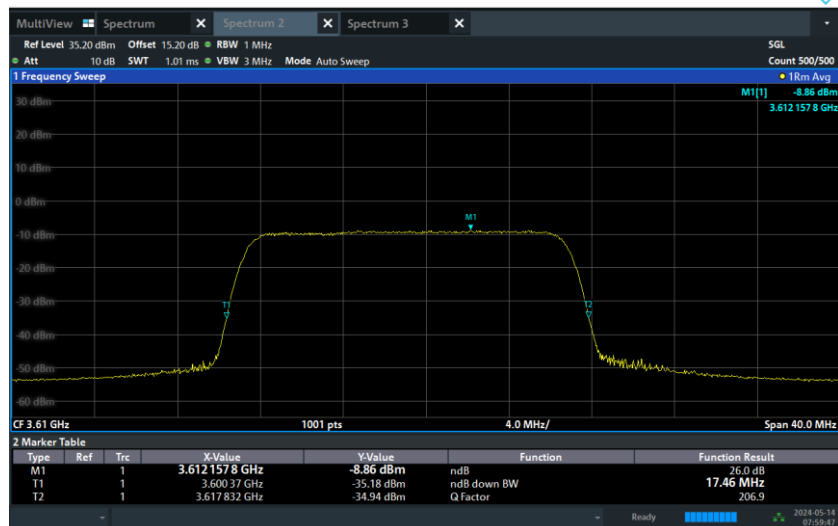 MultiView Spectrum X Spectrum 2 X Spectrum 3 X
Ref Level 35.20 dBm Offset 15.20 dB RBW 1 MHz SGL
Att 10 dB SWT 1.01 ms VBW 3 MHz Mode Auto Sweep Count 500/500
1 Frequency Sweep 1Rm Avg
M1[1] -8.86 dBm
3.612 157 8 GHz
30 dBm
20 dBm
10 dBm
0 dBm
M1
-10 dBm
-20 dBm
-30 dBm
T1 T2
-40 dBm
-50 dBm
-60 dBm
CF 3.61 GHz 1001 pts 4.0 MHz/ Span 40.0 MHz
2 Marker Table
Type Ref Trc X-Value Y-Value Function Function Result
M1 1 3.612 157 8 GHz -8.86 dBm ndB 26.0 dB
T1 1 3.600 37 GHz -35.18 dBm ndB down BW 17.46 MHz
T2 1 3.617 832 GHz -34.94 dBm Q Factor 206.9
Ready 2024-05-14
07:59:47